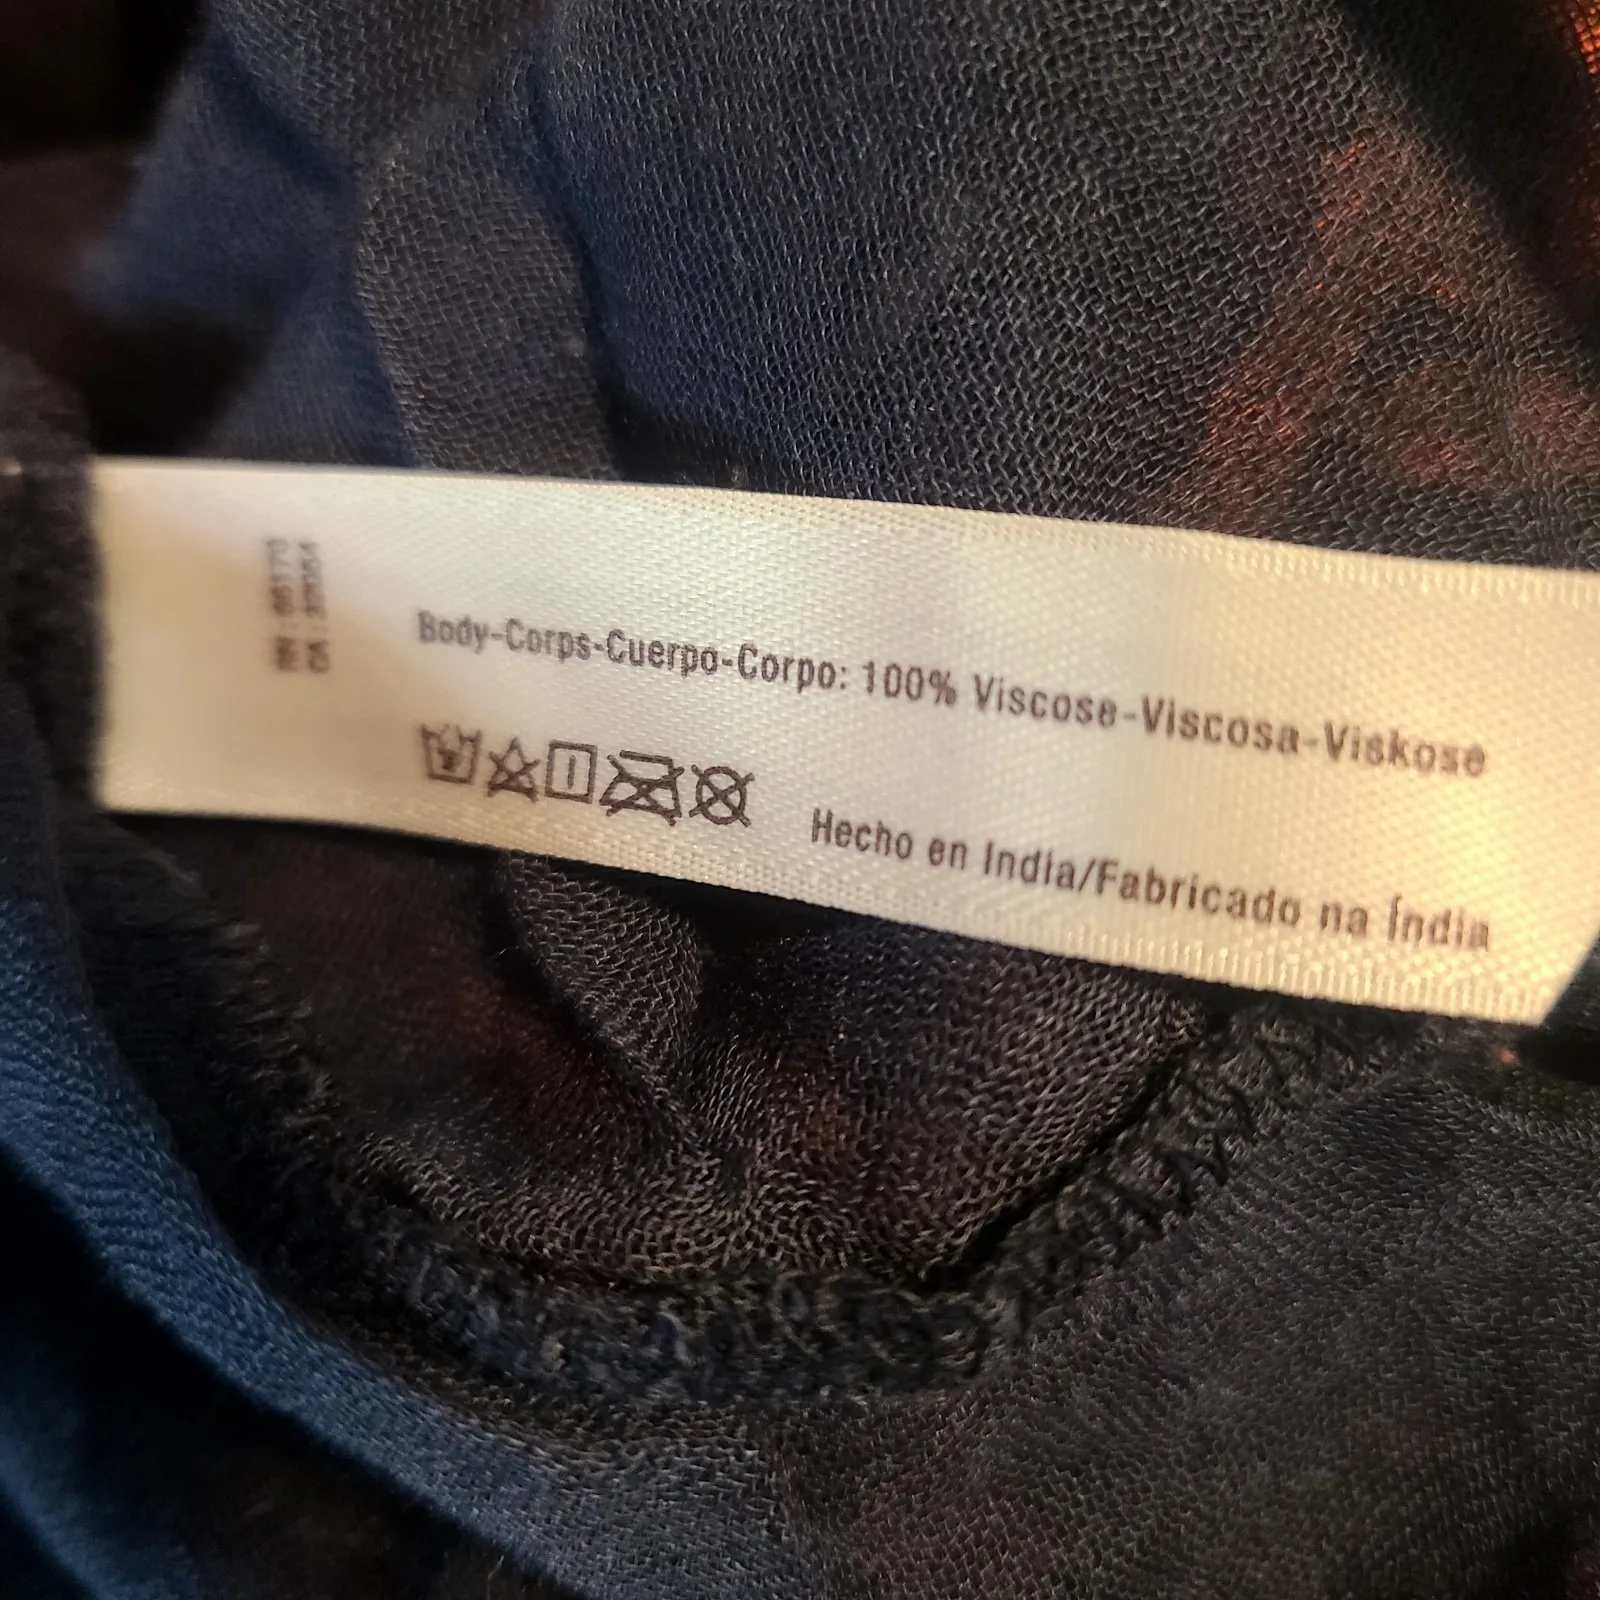 Body-Corps-Cuerpo-Corpo: 100% Viscose-Viscosa-Viskose
Hecho en India/Fabricado na Índia